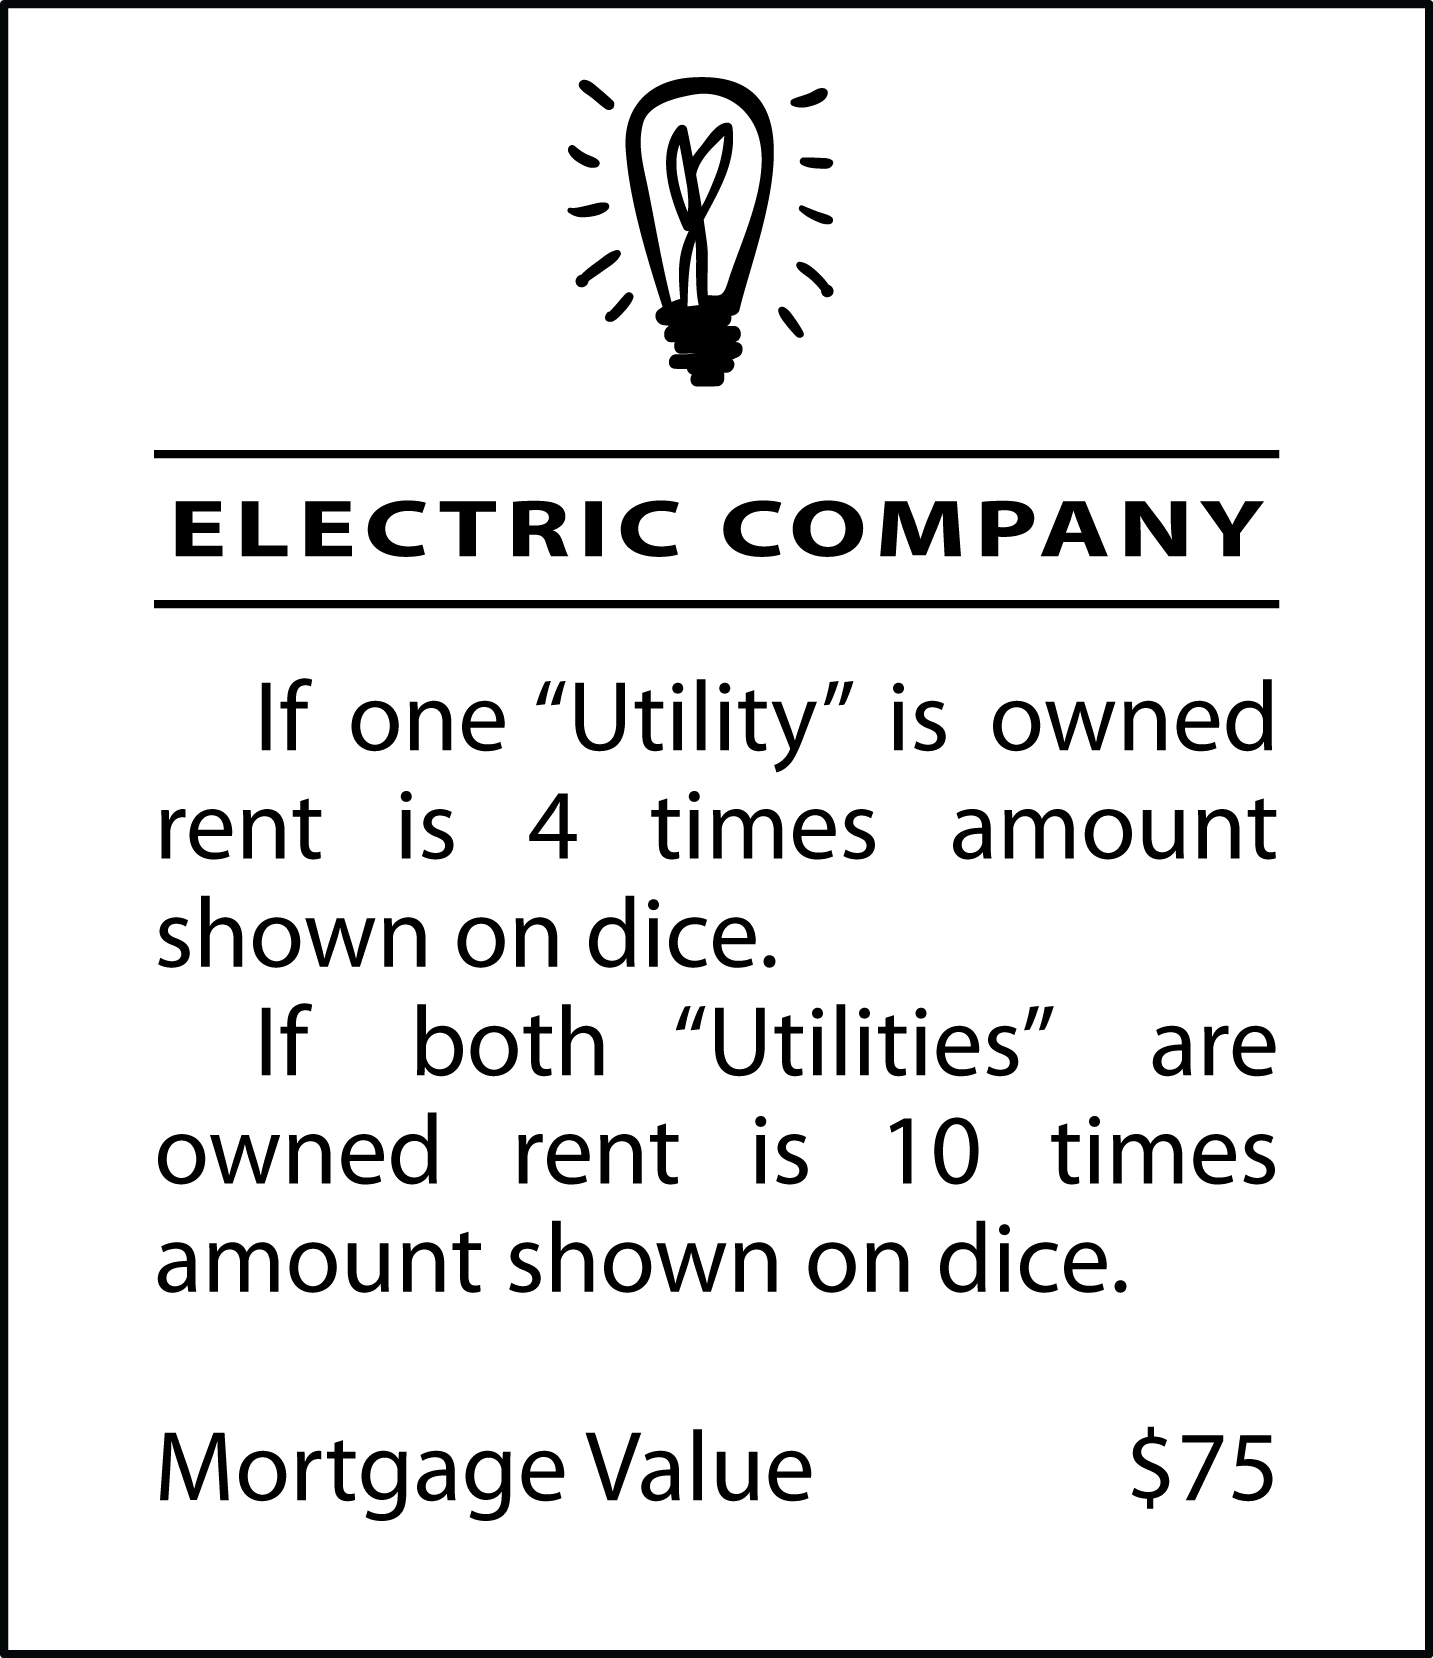 ELECTRIC COMPANY
If one “Utility” is owned
rent is 4 times amount
shown on dice.
If both “Utilities” are
owned rent is 10 times
amount shown on dice.
Mortgage Value $75